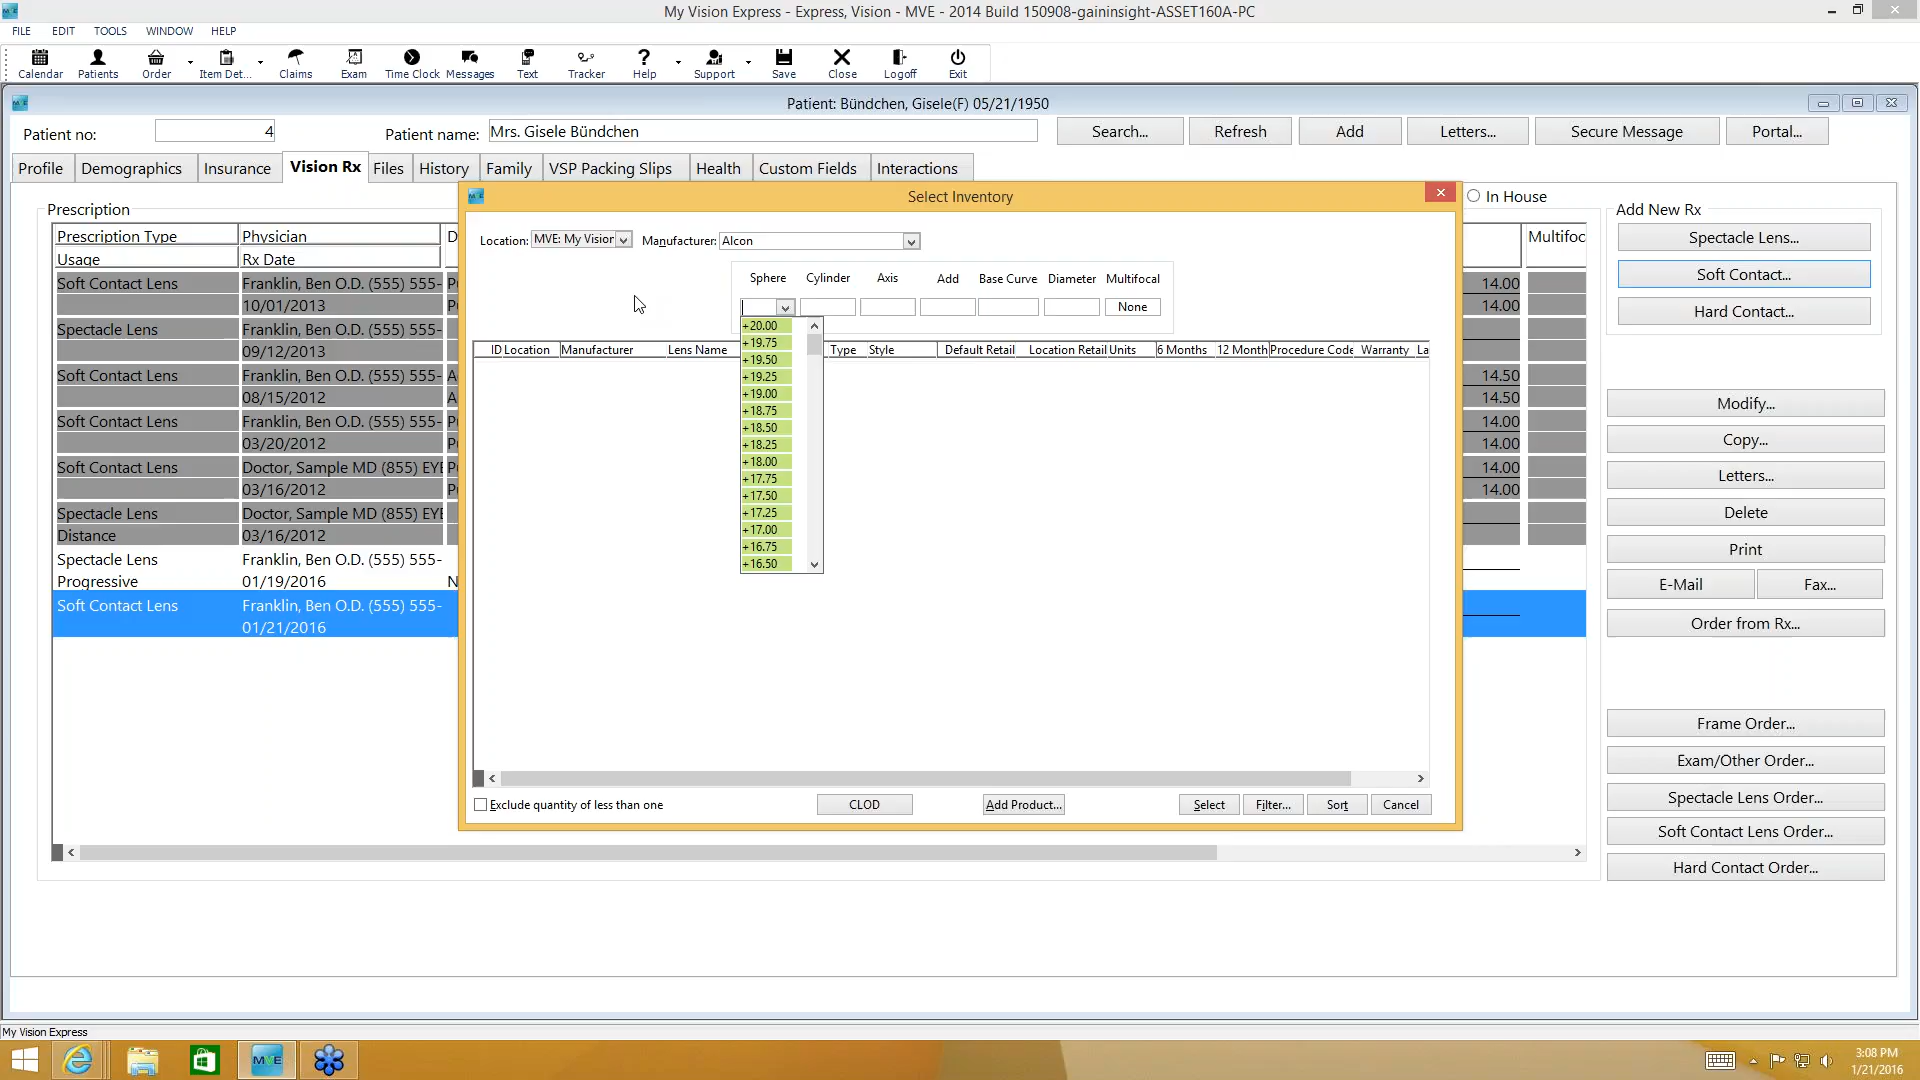 My Vision Express - Express, Vision - MVE - 2014 Build 150908-gaininsight-ASSET160A-PC
FILE EDIT TOOLS WINDOW HELP
Calendar Patients Order Item Det... Claims Exam Time Clock Messages Text Tracker Help Support Save Close Logoff Exit
Patient: Bündchen, Gisele(F) 05/21/1950
Patient no: 4 Patient name: Mrs. Gisele Bündchen Search... Refresh Add Letters... Secure Message Portal...
Profile Demographics Insurance Vision Rx Files History Family VSP Packing Slips Health Custom Fields Interactions
Select Inventory
In House
Prescription
Add New Rx
Prescription Type Physician D
Usage Rx Date
Multifoc
Spectacle Lens...
Soft Contact...
Hard Contact...
Location: MVE: My Vision Manufacturer: Alcon
Sphere Cylinder Axis Add Base Curve Diameter Multifocal
None
+20.00
+19.75
+19.50
+19.25
+19.00
+18.75
+18.50
+18.25
+18.00
+17.75
+17.50
+17.25
+17.00
+16.75
+16.50
ID Location Manufacturer Lens Name Type Style Default Retail Location Retail Units 6 Months 12 Month Procedure Code Warranty La
Soft Contact Lens Franklin, Ben O.D. (555) 555- 14.00
10/01/2013 14.00
Spectacle Lens Franklin, Ben O.D. (555) 555-
09/12/2013
Soft Contact Lens Franklin, Ben O.D. (555) 555- 14.50
08/15/2012 14.50
Soft Contact Lens Franklin, Ben O.D. (555) 555- 14.00
03/20/2012 14.00
Soft Contact Lens Doctor, Sample MD (855) EYE 14.00
03/16/2012 14.00
Spectacle Lens Doctor, Sample MD (855) EYE
Distance 03/16/2012
Spectacle Lens Franklin, Ben O.D. (555) 555-
Progressive 01/19/2016 N
Soft Contact Lens Franklin, Ben O.D. (555) 555-
01/21/2016
Exclude quantity of less than one CLOD Add Product... Select Filter... Sort Cancel
Modify...
Copy...
Letters...
Delete
Print
E-Mail Fax...
Order from Rx...
Frame Order...
Exam/Other Order...
Spectacle Lens Order...
Soft Contact Lens Order...
Hard Contact Order...
My Vision Express
MVE
3:08 PM
1/21/2016